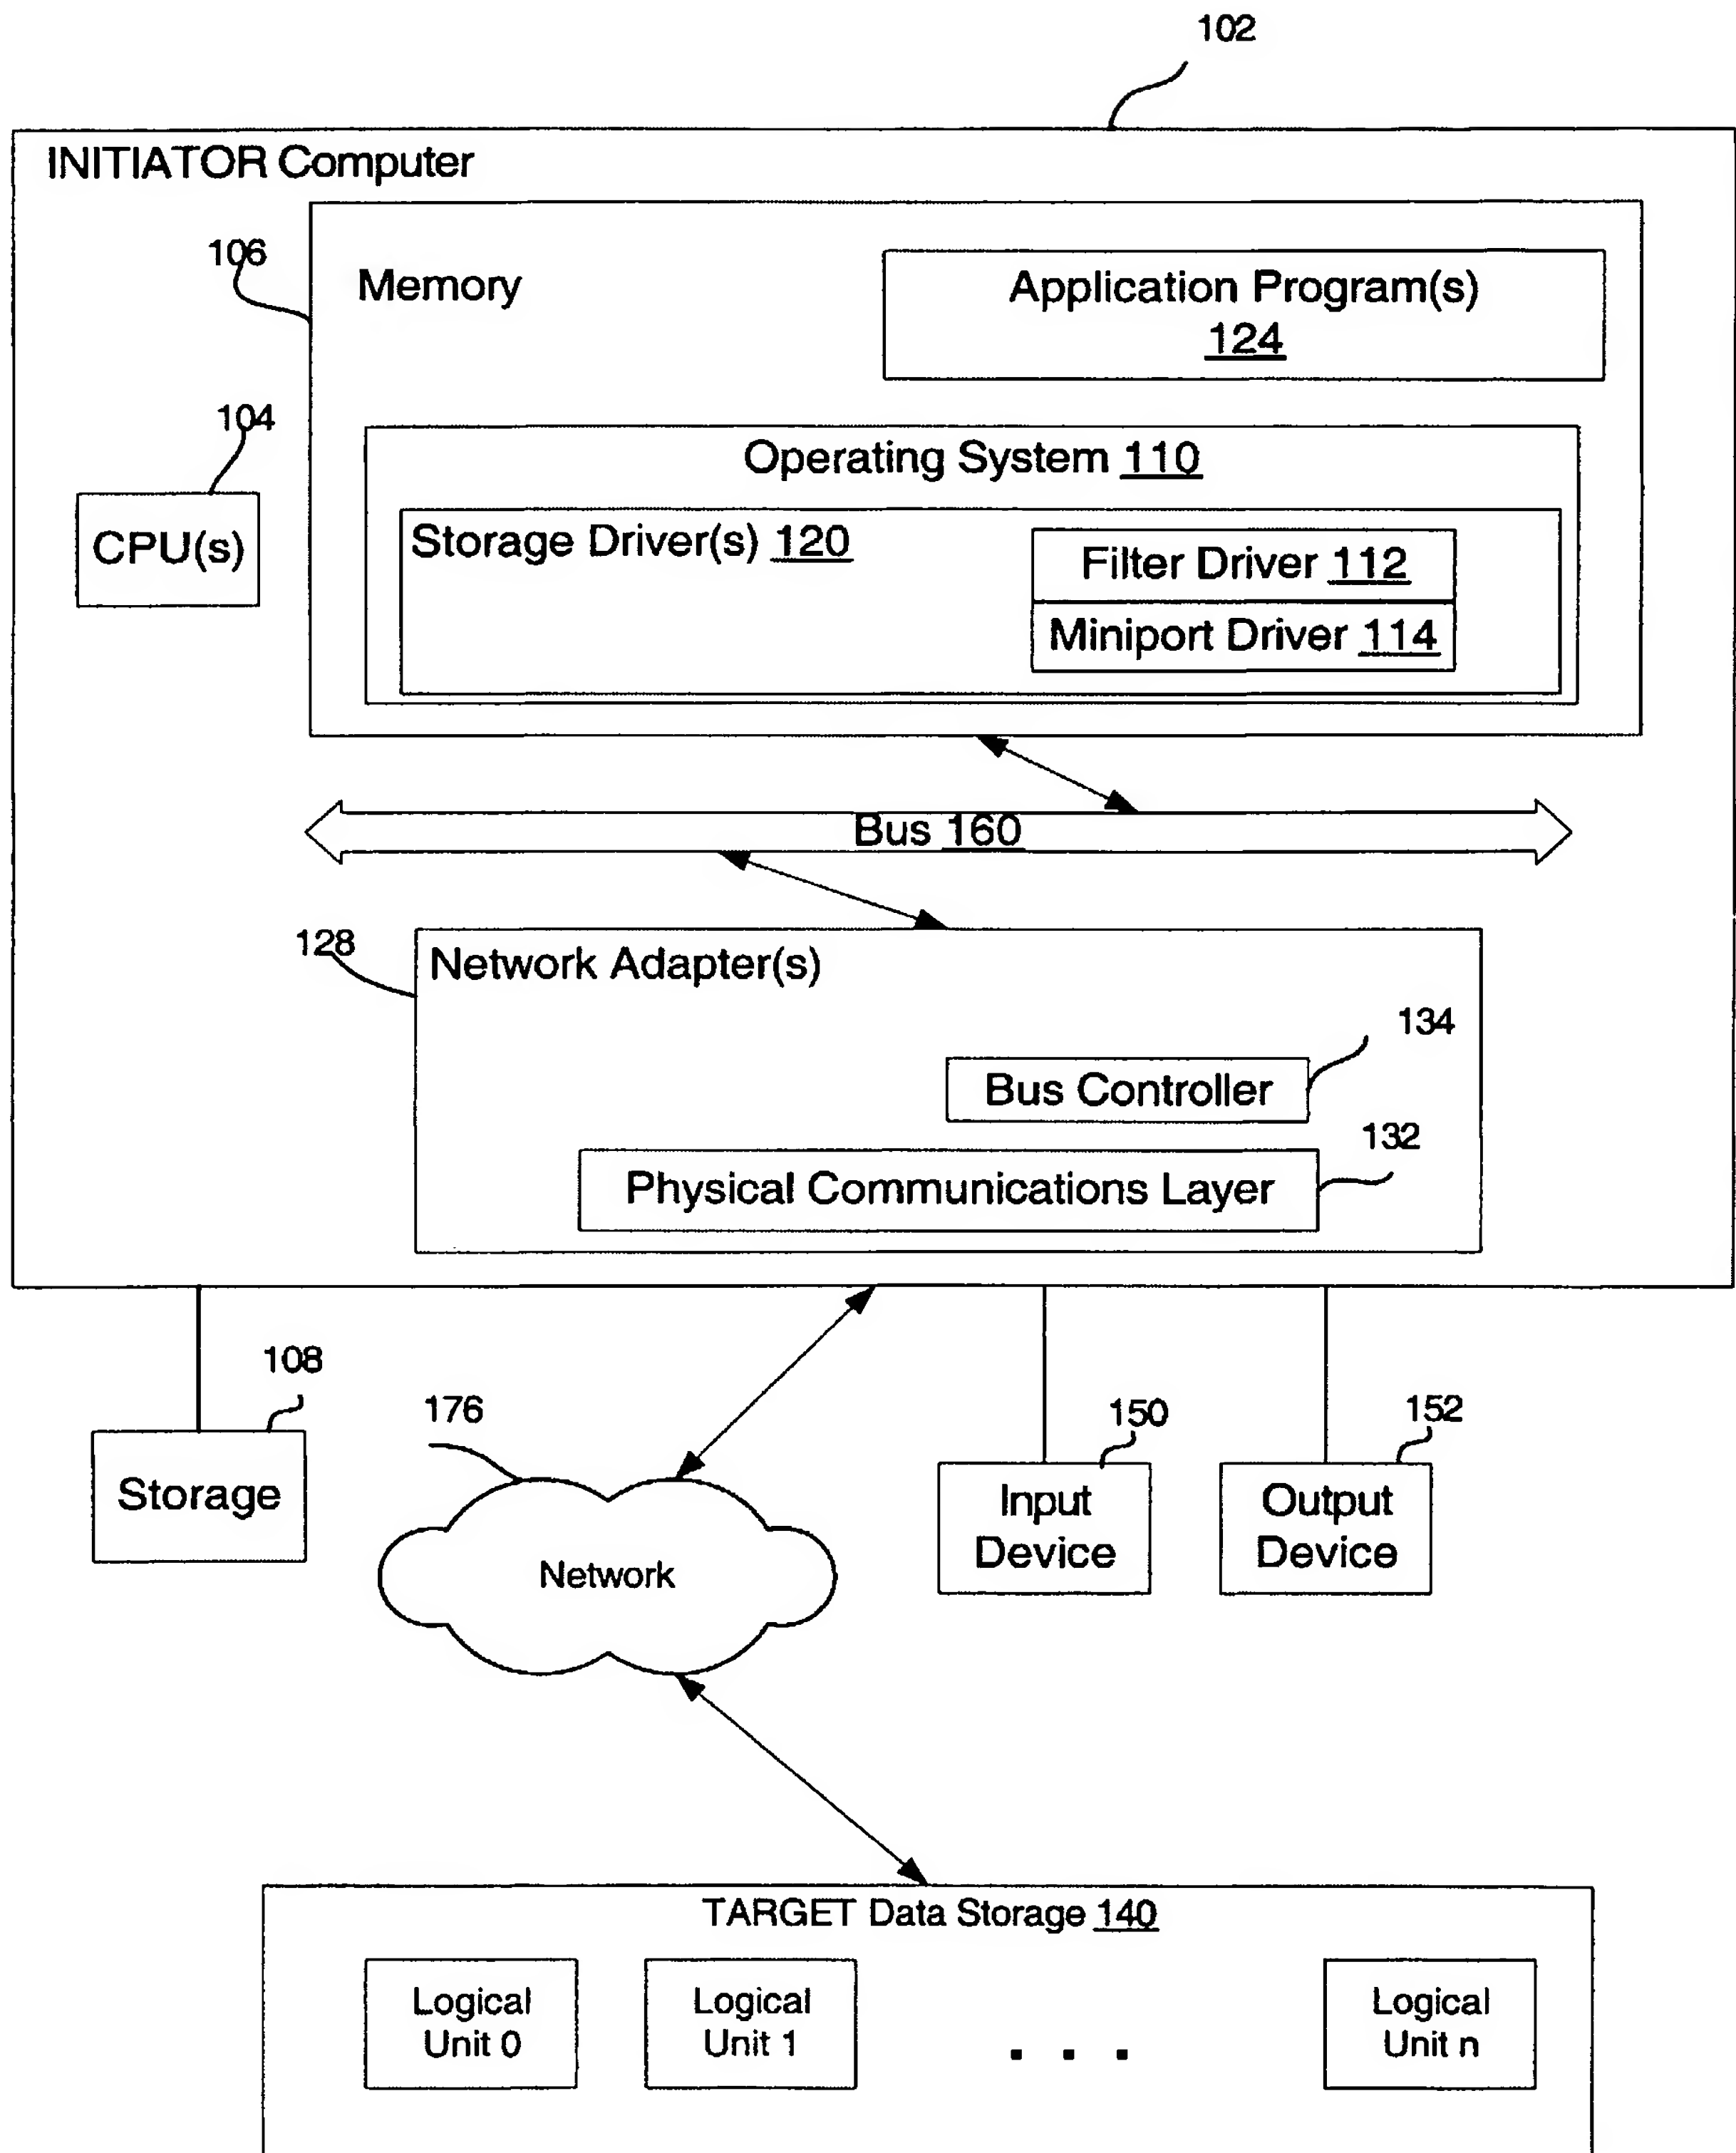 102
INITIATOR Computer
106
Memory
Application Program(s)
124
104
CPU(s)
Operating System 110
Storage Driver(s) 120
Filter Driver 112
Miniport Driver 114
Bus 160
128
Network Adapter(s)
134
Bus Controller
132
Physical Communications Layer
108
Storage
176
Network
150
Input
Device
152
Output
Device
TARGET Data Storage 140
Logical
Unit 0
Logical
Unit 1
. . .
Logical
Unit n